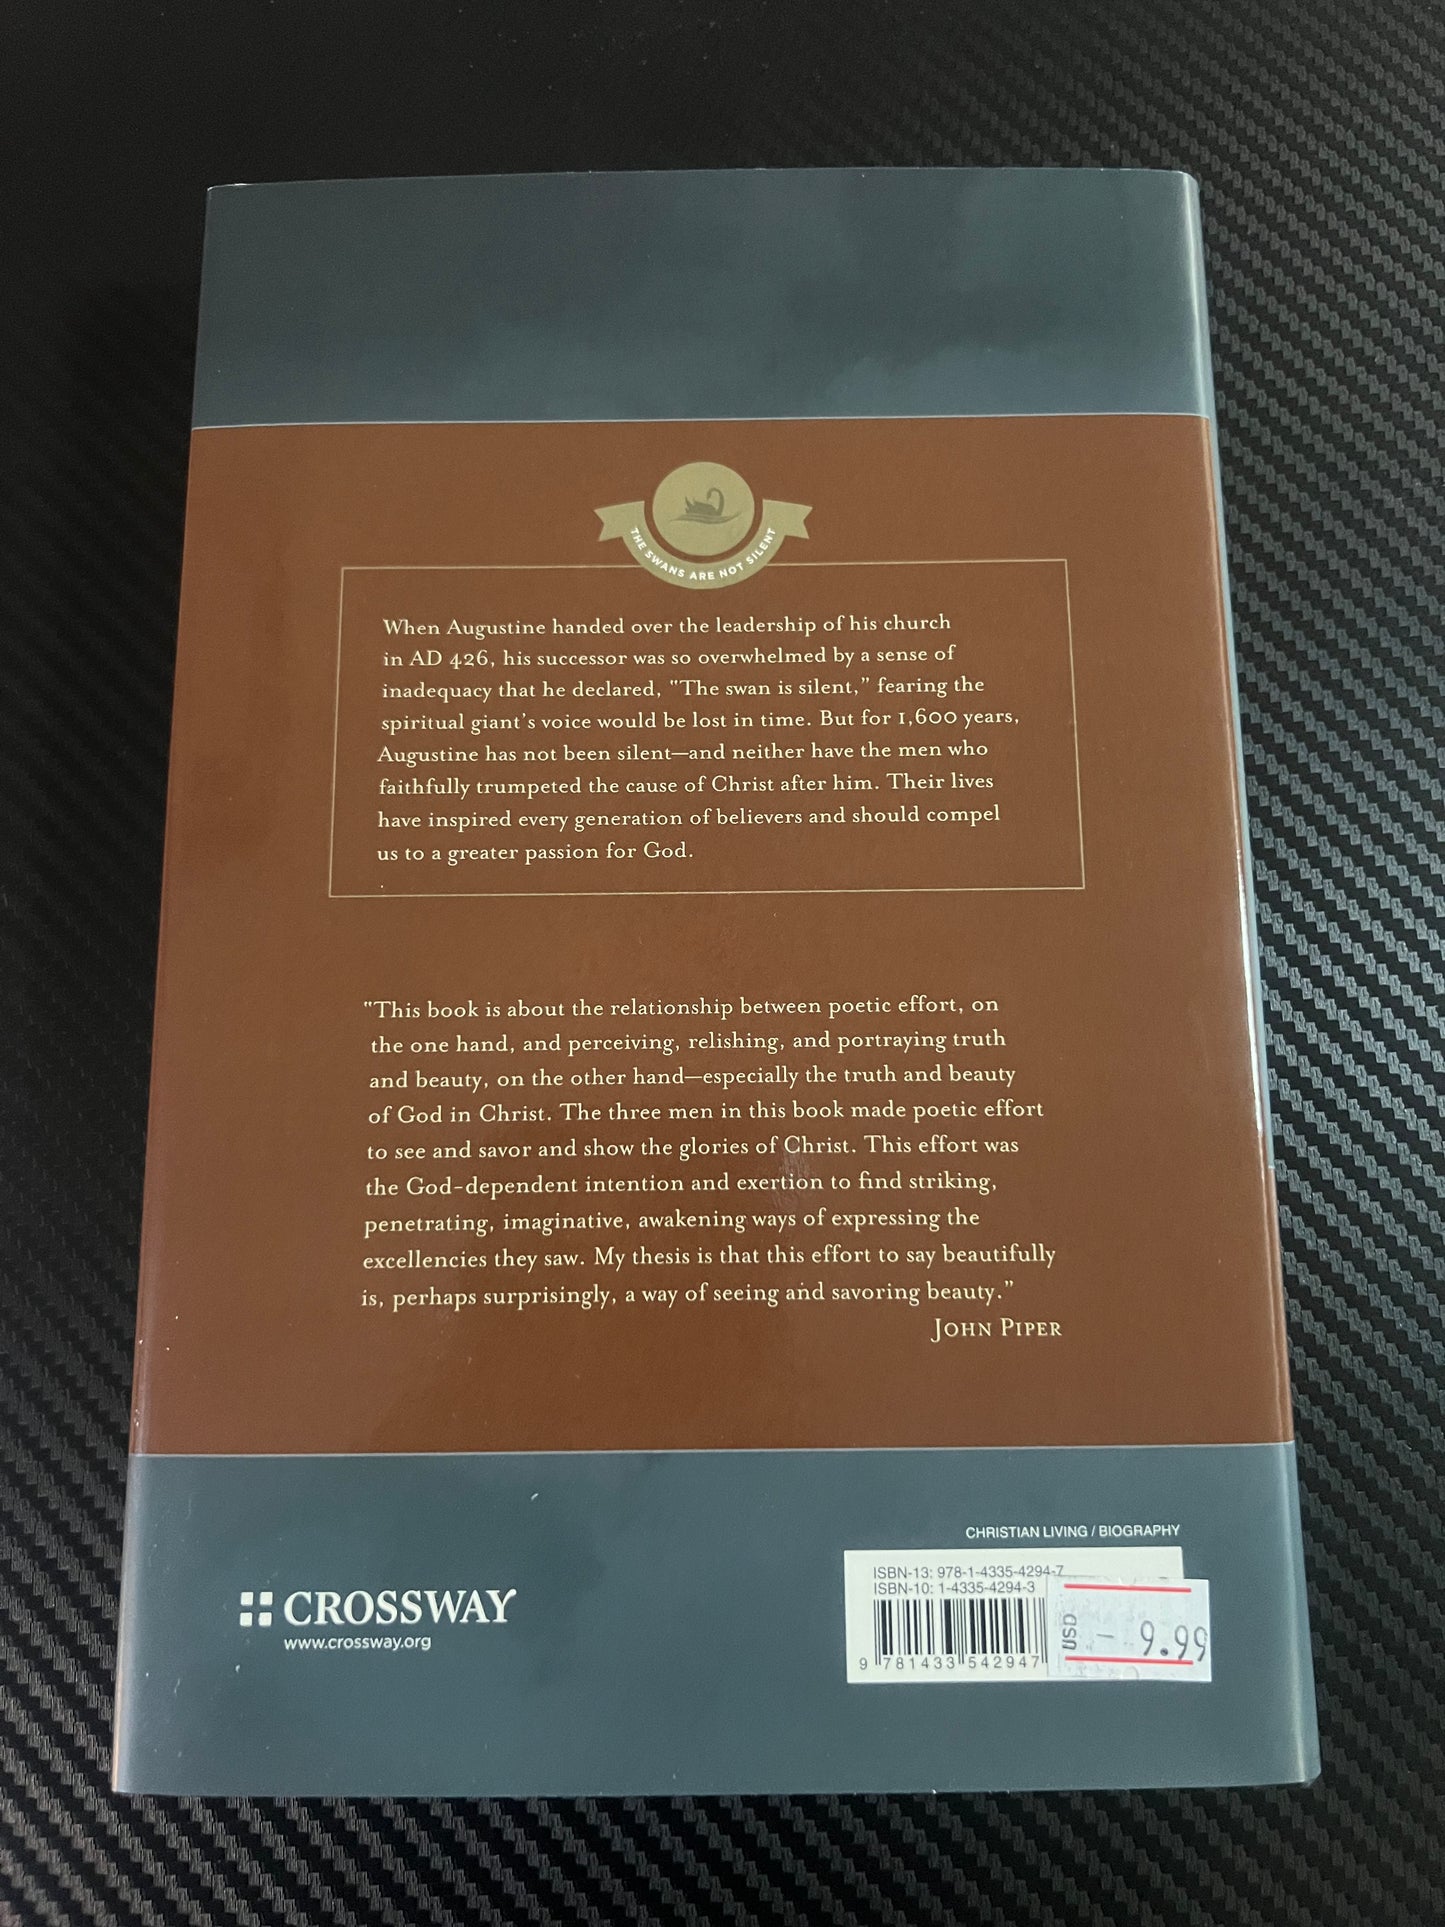 THE SWANS ARE NOT SILENT
When Augustine handed over the leadership of his church
in AD 426, his successor was so overwhelmed by a sense of
inadequacy that he declared, "The swan is silent," fearing the
spiritual giant's voice would be lost in time. But for 1,600 years,
Augustine has not been silent—and neither have the men who
faithfully trumpeted the cause of Christ after him. Their lives
have inspired every generation of believers and should compel
us to a greater passion for God.
"This book is about the relationship between poetic effort, on
the one hand, and perceiving, relishing, and portraying truth
and beauty, on the other hand—especially the truth and beauty
of God in Christ. The three men in this book made poetic effort
to see and savor and show the glories of Christ. This effort was
the God-dependent intention and exertion to find striking,
penetrating, imaginative, awakening ways of expressing the
excellencies they saw. My thesis is that this effort to say beautifully
is, perhaps surprisingly, a way of seeing and savoring beauty."
JOHN PIPER
CHRISTIAN LIVING / BIOGRAPHY
ISBN-13: 978-1-4335-4294-7
ISBN-10: 1-4335-4294-3
9 781433 542947
USD - 9.99
CROSSWAY
www.crossway.org